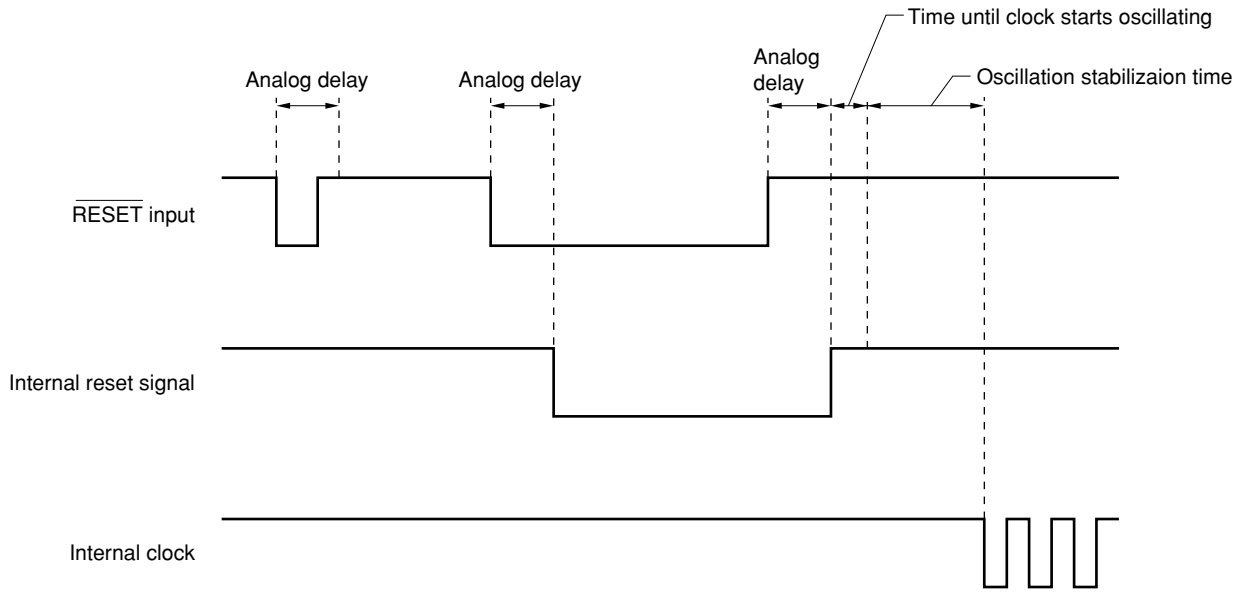 Time until clock starts oscillating
Analog delay
Analog delay
Analog
delay
Oscillation stabilizaion time
RESET input
Internal reset signal
Internal clock